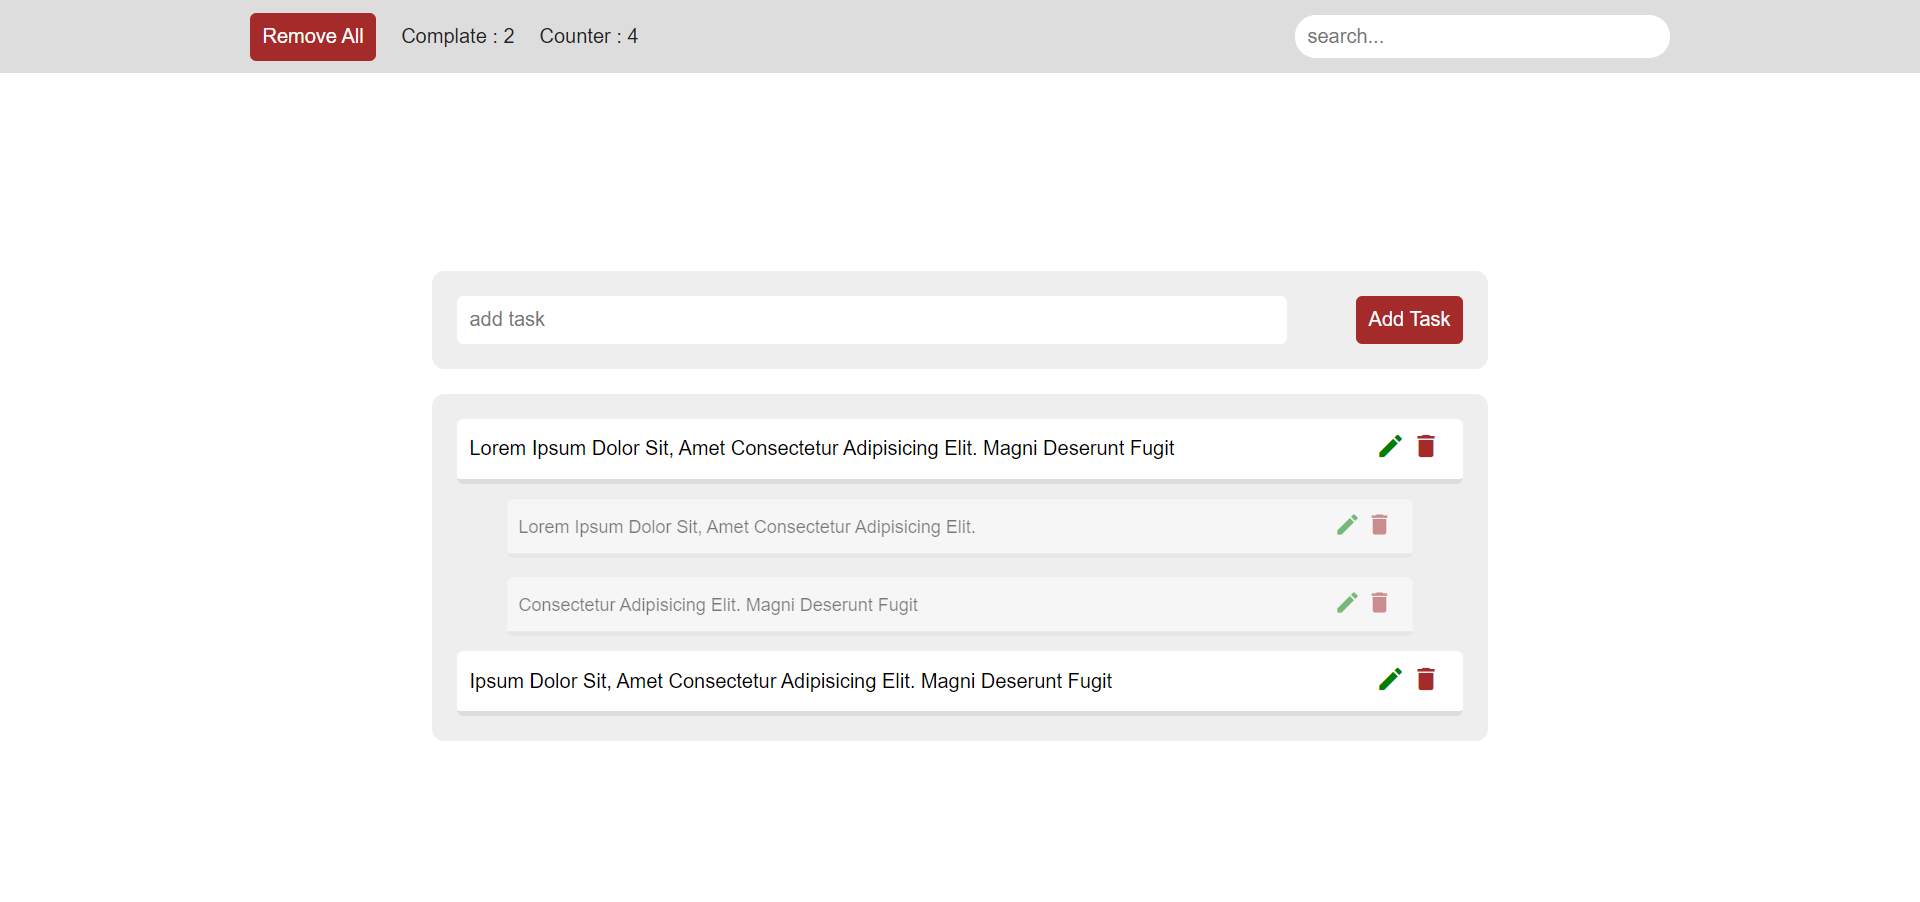 Remove All Complate : 2 Counter : 4 search...
add task Add Task
Lorem Ipsum Dolor Sit, Amet Consectetur Adipisicing Elit. Magni Deserunt Fugit
Lorem Ipsum Dolor Sit, Amet Consectetur Adipisicing Elit.
Consectetur Adipisicing Elit. Magni Deserunt Fugit
Ipsum Dolor Sit, Amet Consectetur Adipisicing Elit. Magni Deserunt Fugit